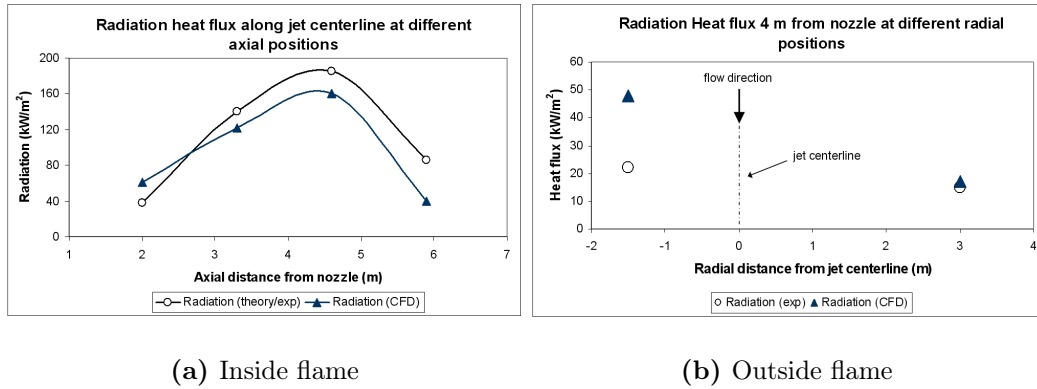 Radiation heat flux along jet centerline at different
axial positions
Radiation (kW/m²)
200
160
120
80
40
0
1 2 3 4 5 6 7
Axial distance from nozzle (m)
Radiation (theory/exp) Radiation (CFD)
(a) Inside flame
Radiation Heat flux 4 m from nozzle at different radial
positions
Heat flux (kW/m²)
60
50
40
30
20
10
0
flow direction
jet centerline
-2 -1 0 1 2 3 4
Radial distance from jet centerline (m)
Radiation (exp) Radiation (CFD)
(b) Outside flame